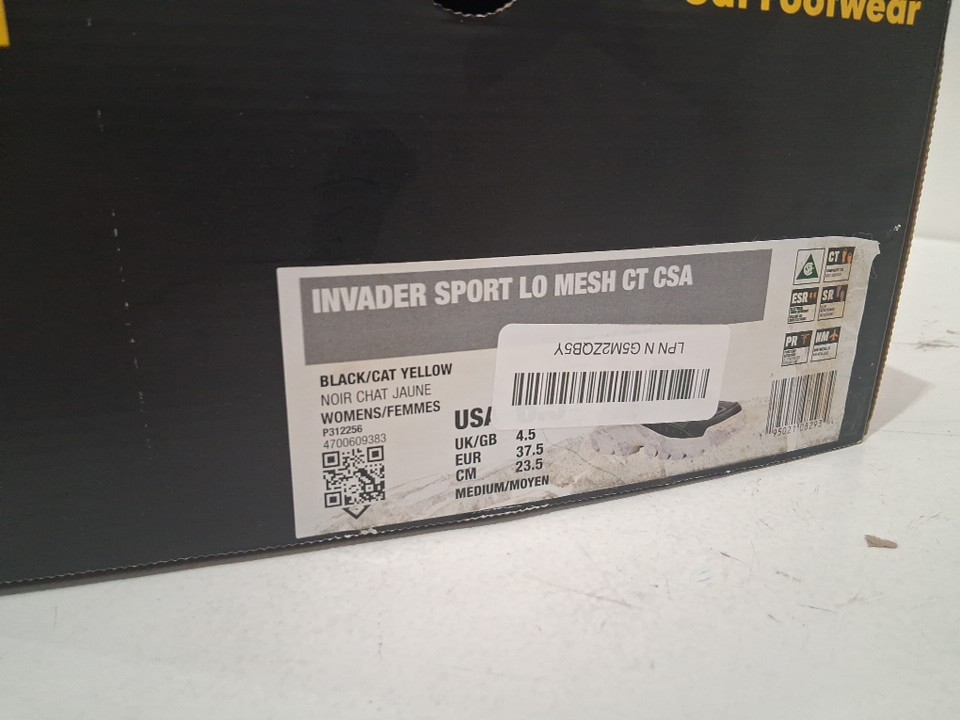 Footwear
INVADER SPORT LO MESH CT CSA
CT
ESR SR
PR NM
LPN N G5M2ZQB5Y
BLACK/CAT YELLOW
NOIR CHAT JAUNE
WOMENS/FEMMES
P312256
4700609383
USA
UK/GB 4.5
EUR 37.5
CM 23.5
MEDIUM/MOYEN